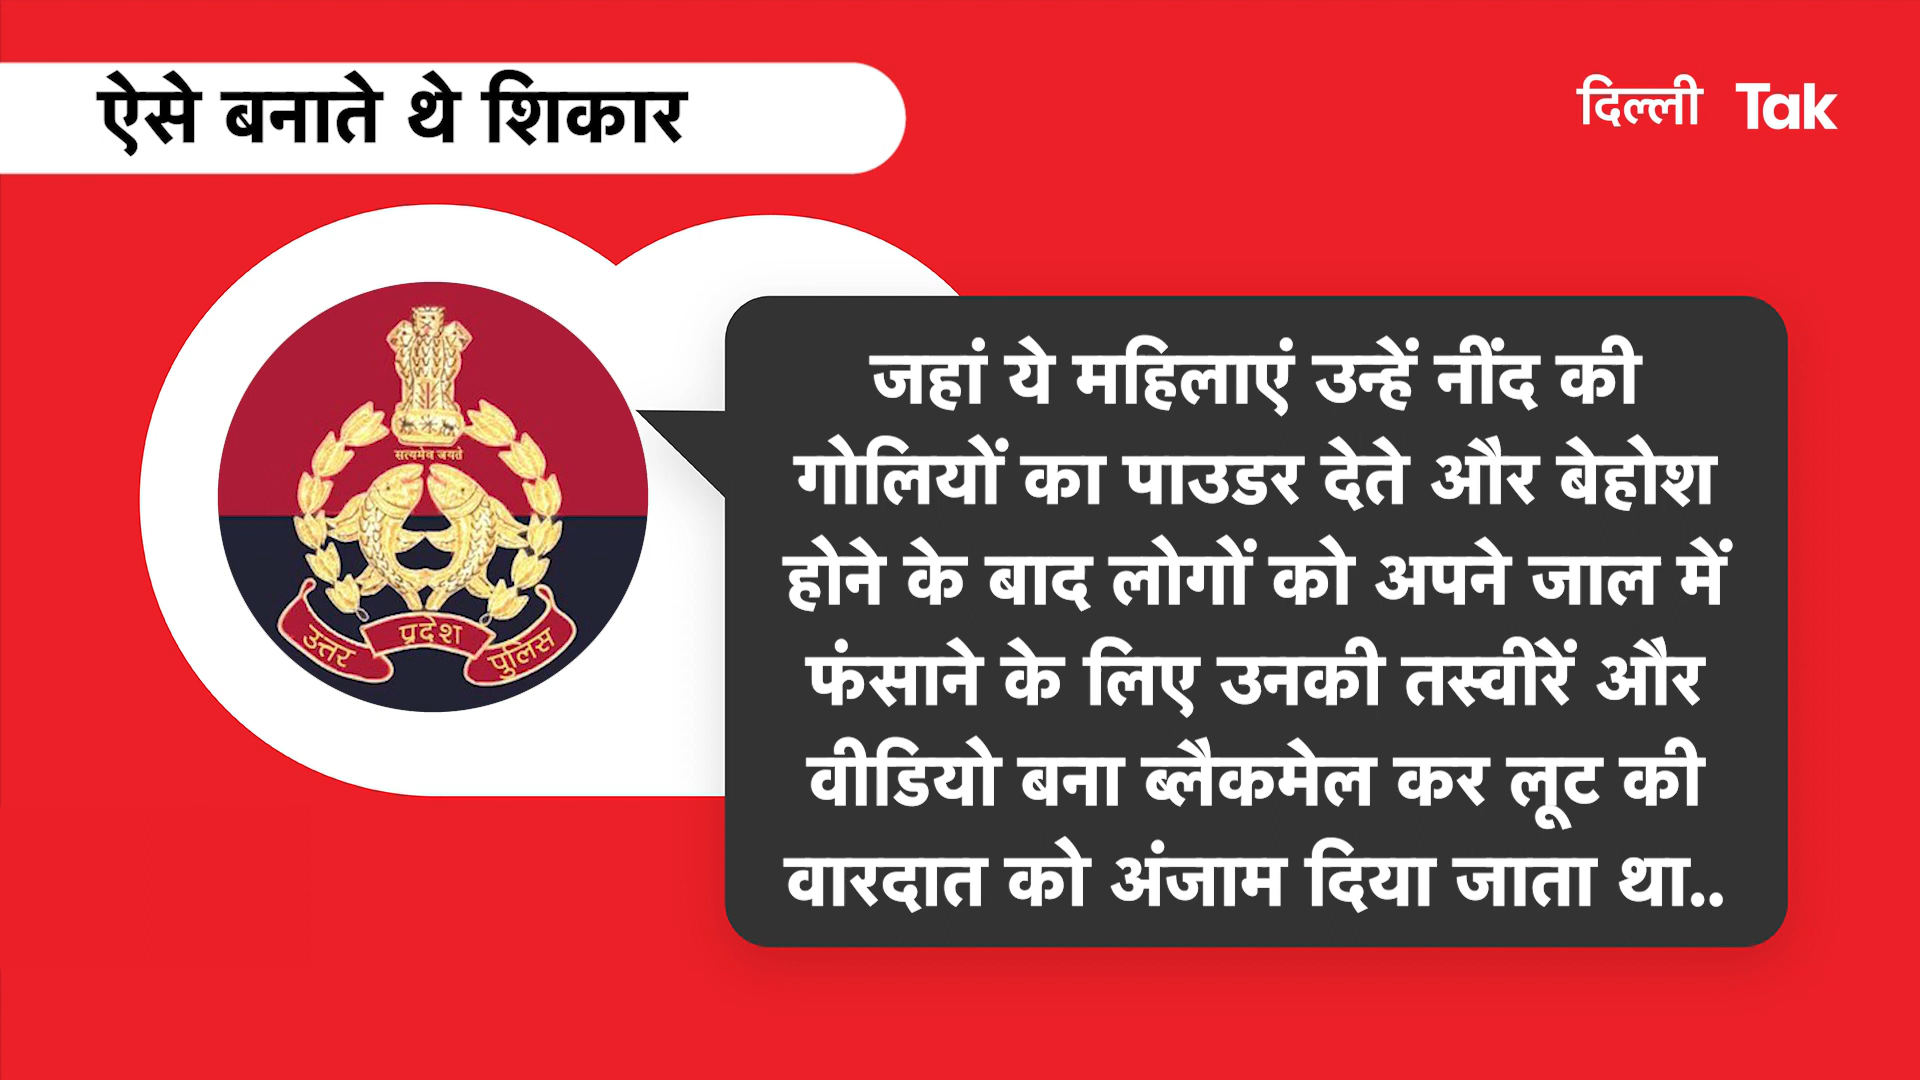 ऐसे बनाते थे शिकार
दिल्ली Tak
जहां ये महिलाएं उन्हें नींद की
गोलियों का पाउडर देते और बेहोश
होने के बाद लोगों को अपने जाल में
फंसाने के लिए उनकी तस्वीरें और
वीडियो बना ब्लैकमेल कर लूट की
वारदात को अंजाम दिया जाता था..
सत्यमेव जयते
उत्तर प्रदेश पुलिस